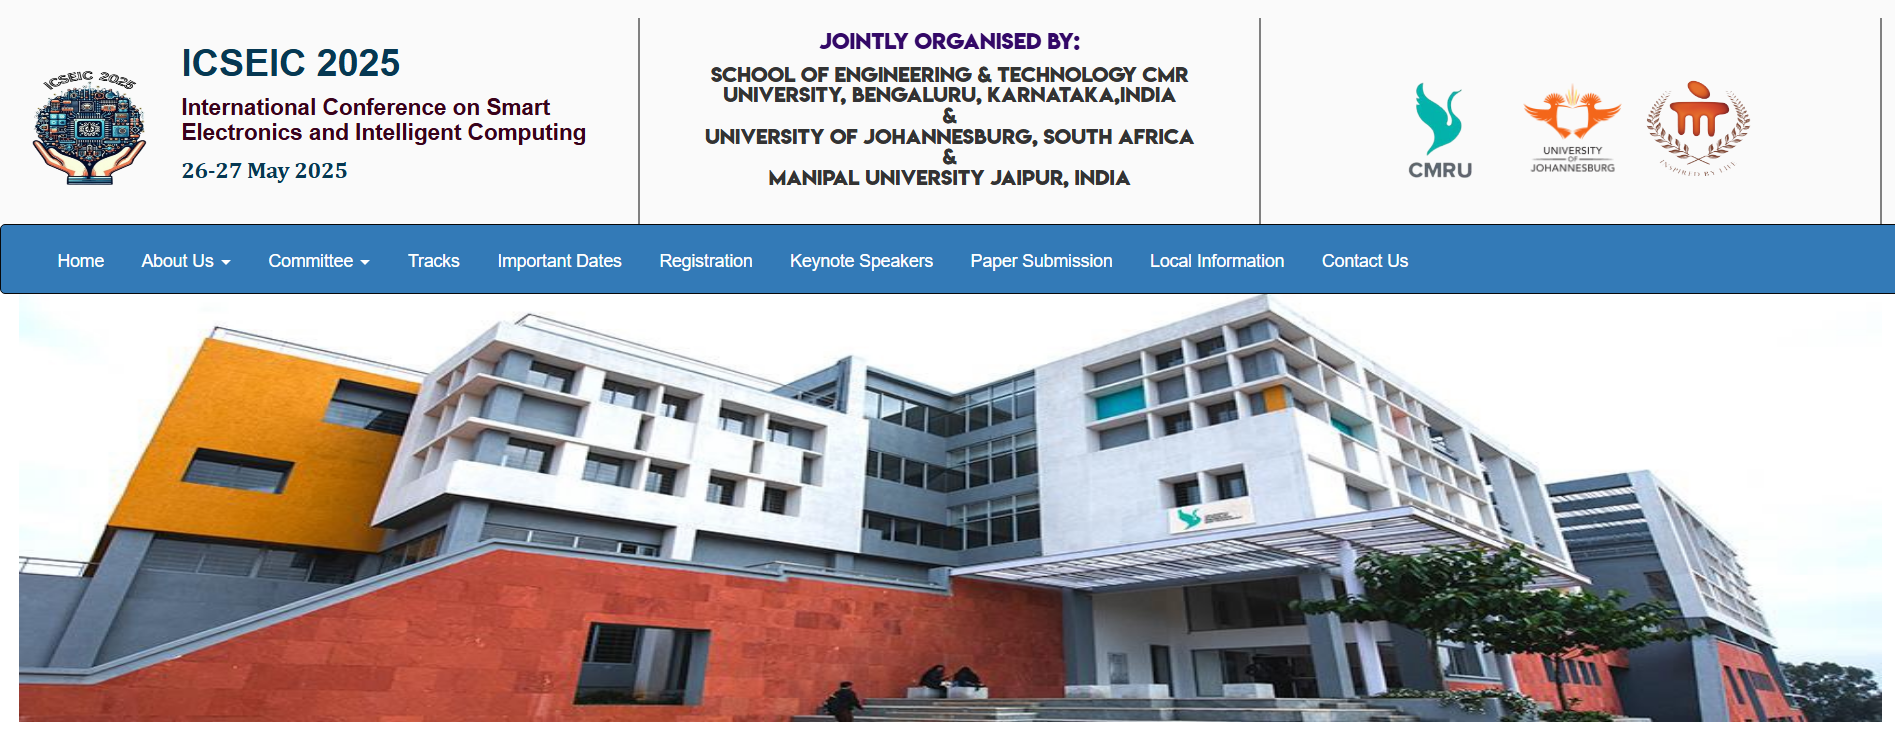 ICSEIC 2025
ICSEIC 2025
International Conference on Smart
Electronics and Intelligent Computing
26-27 May 2025
JOINTLY ORGANISED BY:
SCHOOL OF ENGINEERING & TECHNOLOGY CMR
UNIVERSITY, BENGALURU, KARNATAKA,INDIA
&
UNIVERSITY OF JOHANNESBURG, SOUTH AFRICA
&
MANIPAL UNIVERSITY JAIPUR, INDIA
CMRU
UNIVERSITY
OF
JOHANNESBURG
INSPIRED BY LIFE
Home
About Us
Committee
Tracks
Important Dates
Registration
Keynote Speakers
Paper Submission
Local Information
Contact Us